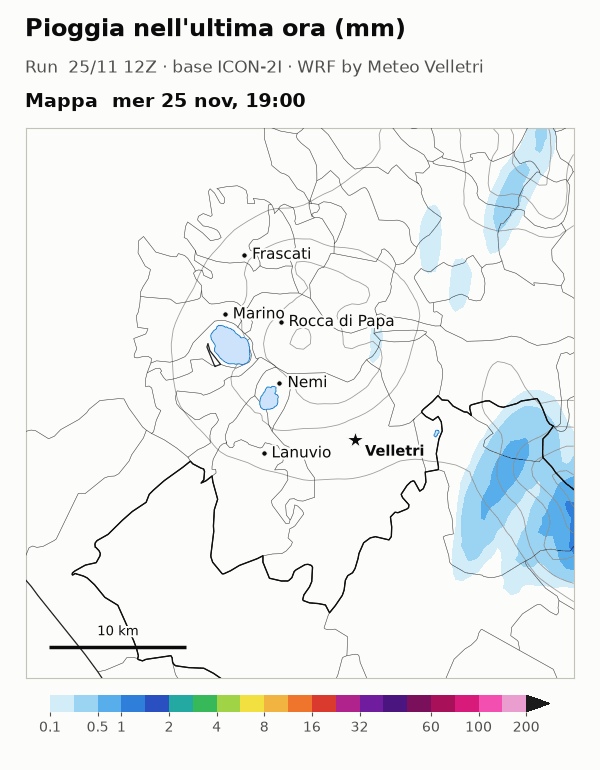 Pioggia nell'ultima ora (mm)
Run  25/11 12Z · base ICON-2I · WRF by Meteo Velletri
Mappa  mer 25 nov, 19:00
Frascati
Marino
Rocca di Papa
Nemi
Velletri
Lanuvio
10 km
0.1 0.5 1 2 4 8 16 32 60 100 200